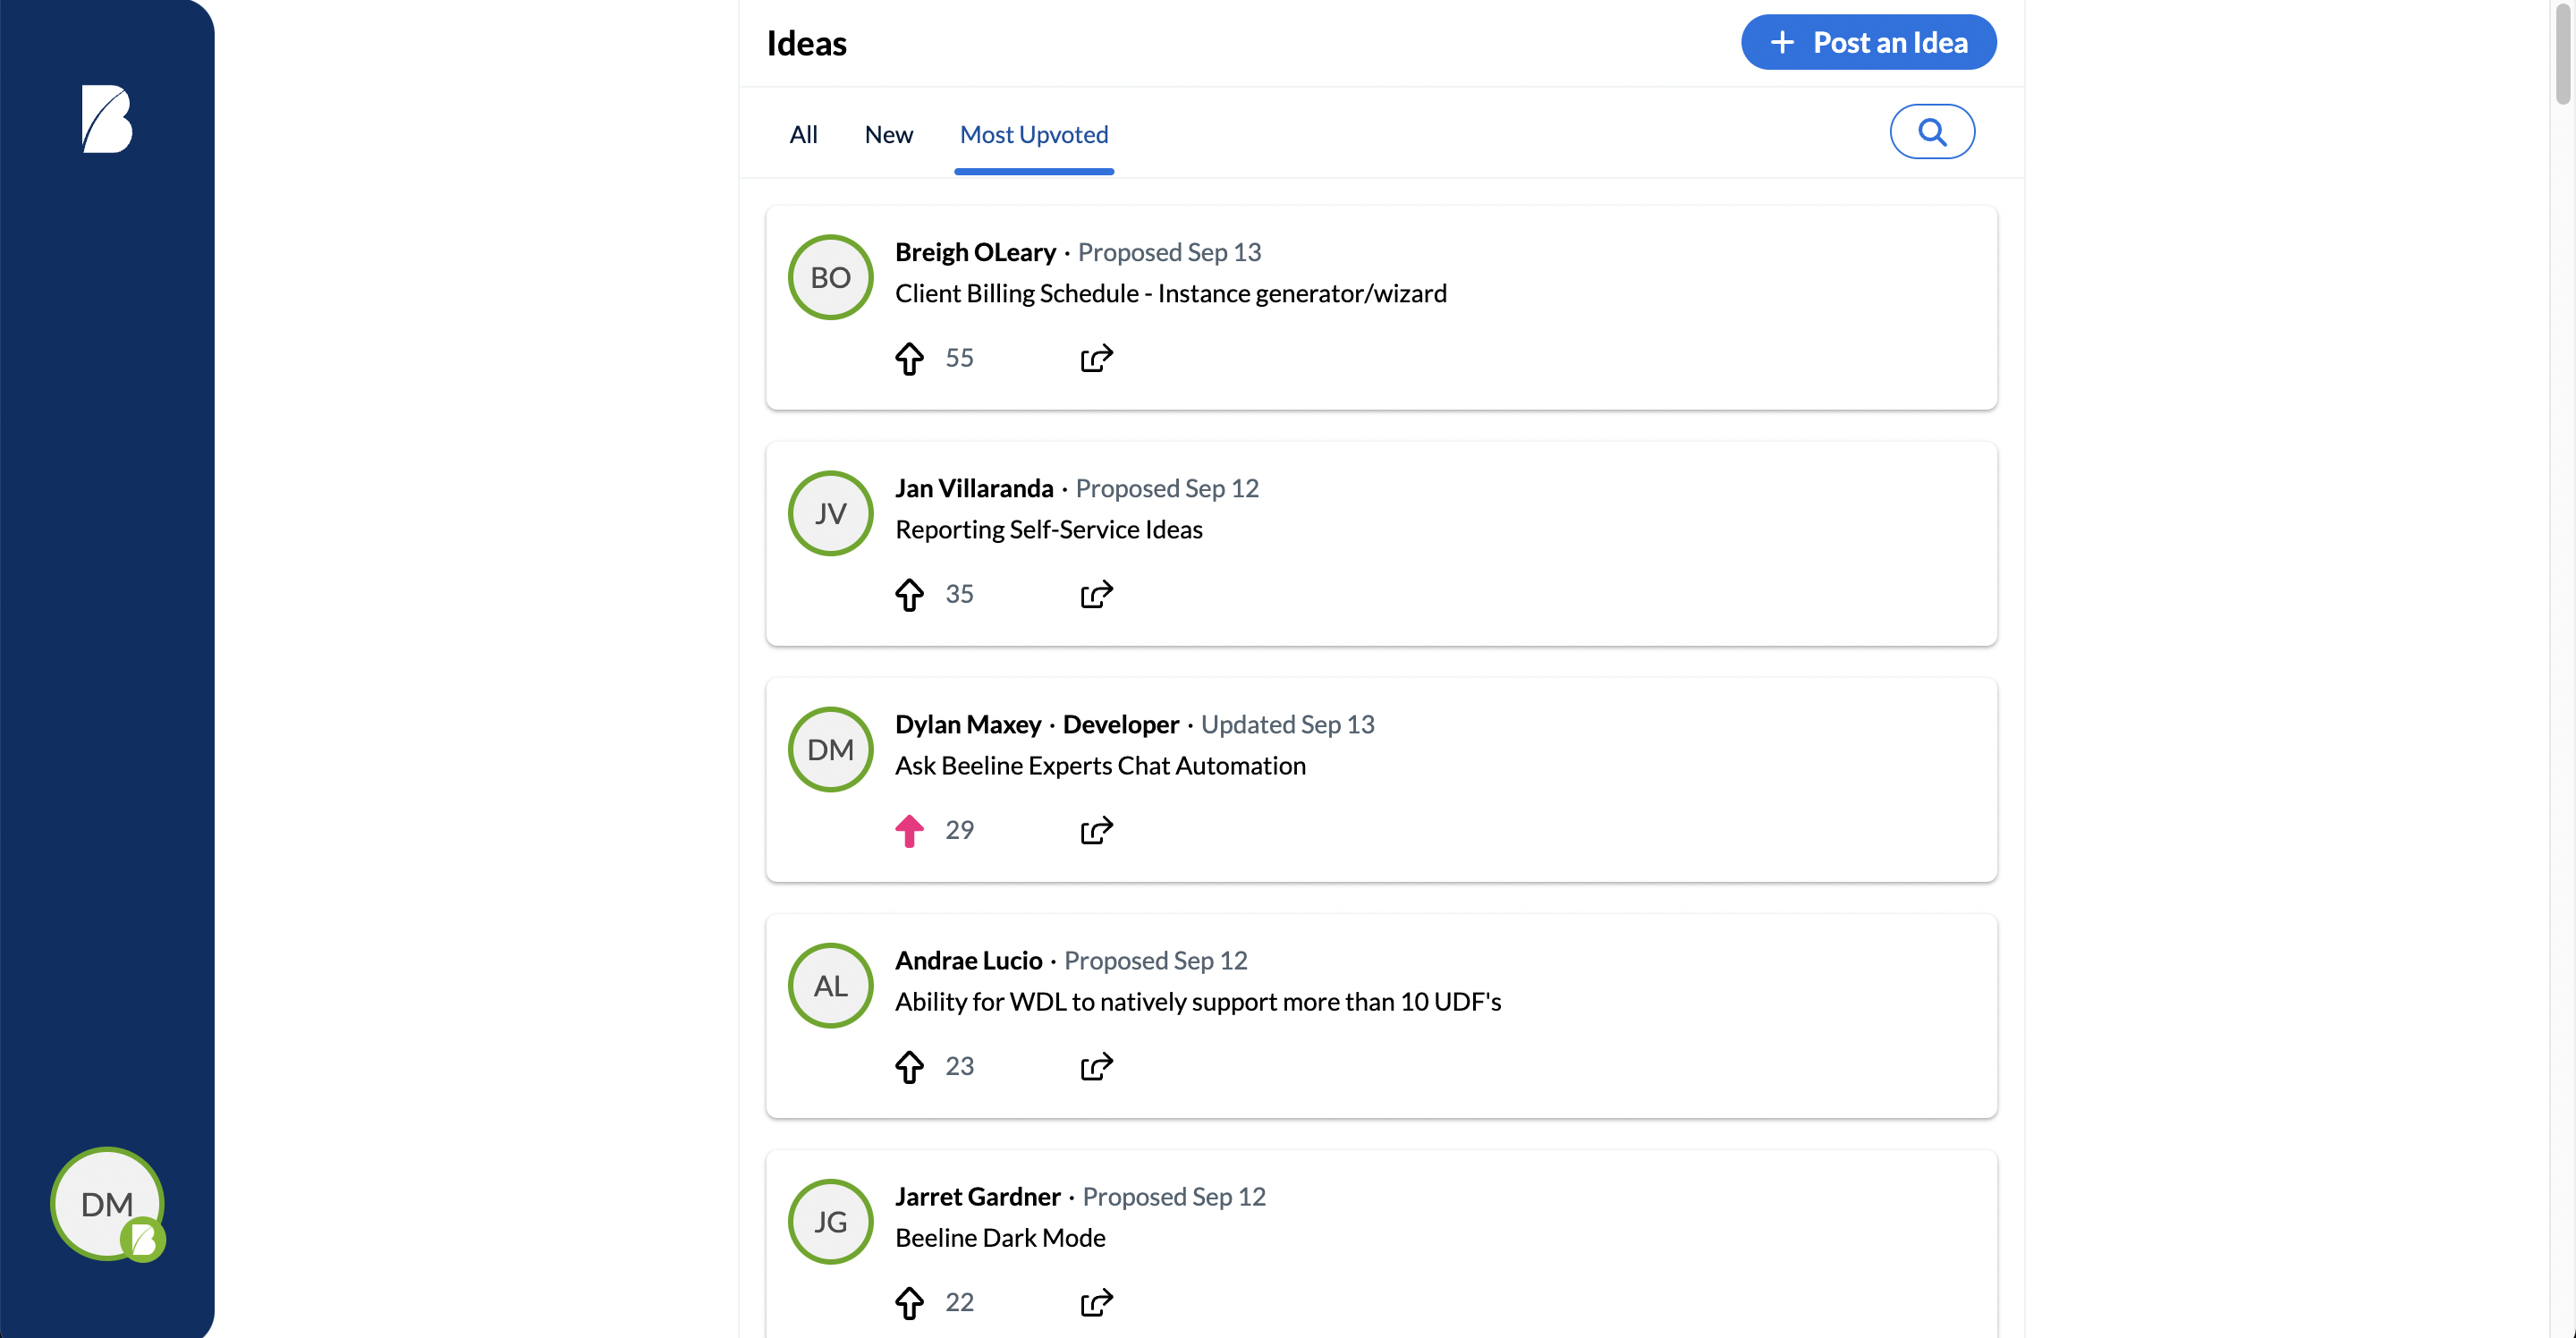 Ideas
+ Post an Idea
All
New
Most Upvoted
BO
Breigh OLeary · Proposed Sep 13
Client Billing Schedule - Instance generator/wizard
55
JV
Jan Villaranda · Proposed Sep 12
Reporting Self-Service Ideas
35
DM
Dylan Maxey · Developer · Updated Sep 13
Ask Beeline Experts Chat Automation
29
AL
Andrae Lucio · Proposed Sep 12
Ability for WDL to natively support more than 10 UDF's
23
JG
Jarret Gardner · Proposed Sep 12
Beeline Dark Mode
22
B
DM
B